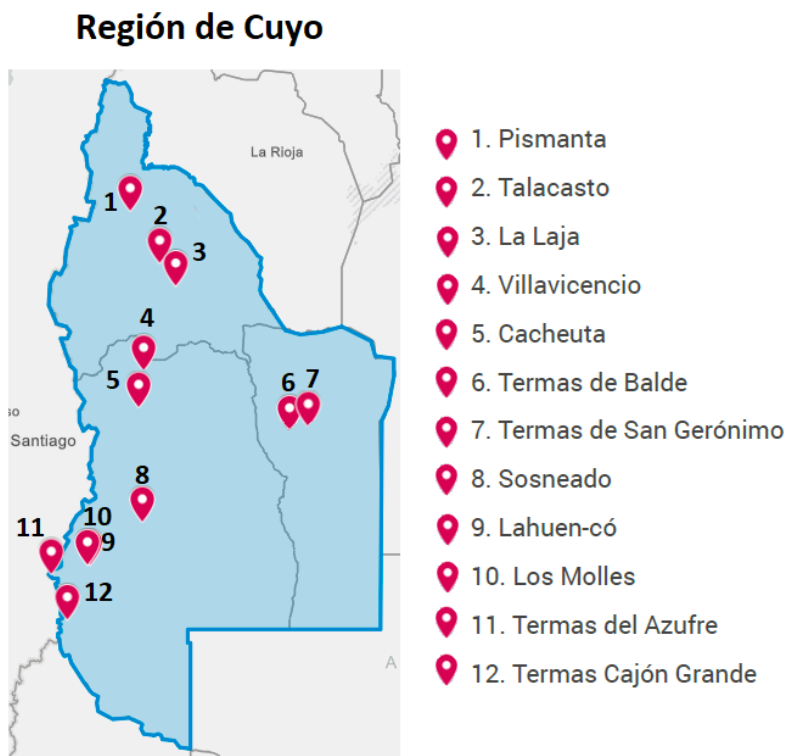 Región de Cuyo
La Rioja
1
2
3
4
5
6 7
so
Santiago
8
10
11
9
12
A
1. Pismanta
2. Talacasto
3. La Laja
4. Villavicencio
5. Cacheuta
6. Termas de Balde
7. Termas de San Gerónimo
8. Sosneado
9. Lahuen-có
10. Los Molles
11. Termas del Azufre
12. Termas Cajón Grande